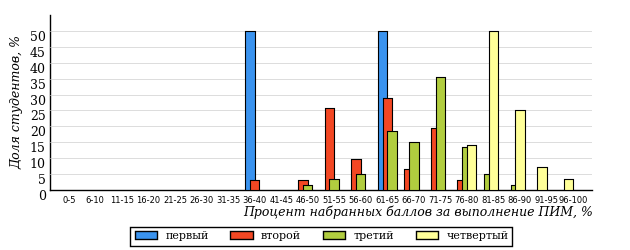 Доля студентов, %
50
45
40
35
30
25
20
15
10
5
0
0-5 6-10 11-15 16-20 21-25 26-30 31-35 36-40 41-45 46-50 51-55 56-60 61-65 66-70 71-75 76-80 81-85 86-90 91-95 96-100
Процент набранных баллов за выполнение ПИМ, %
первый второй третий четвертый